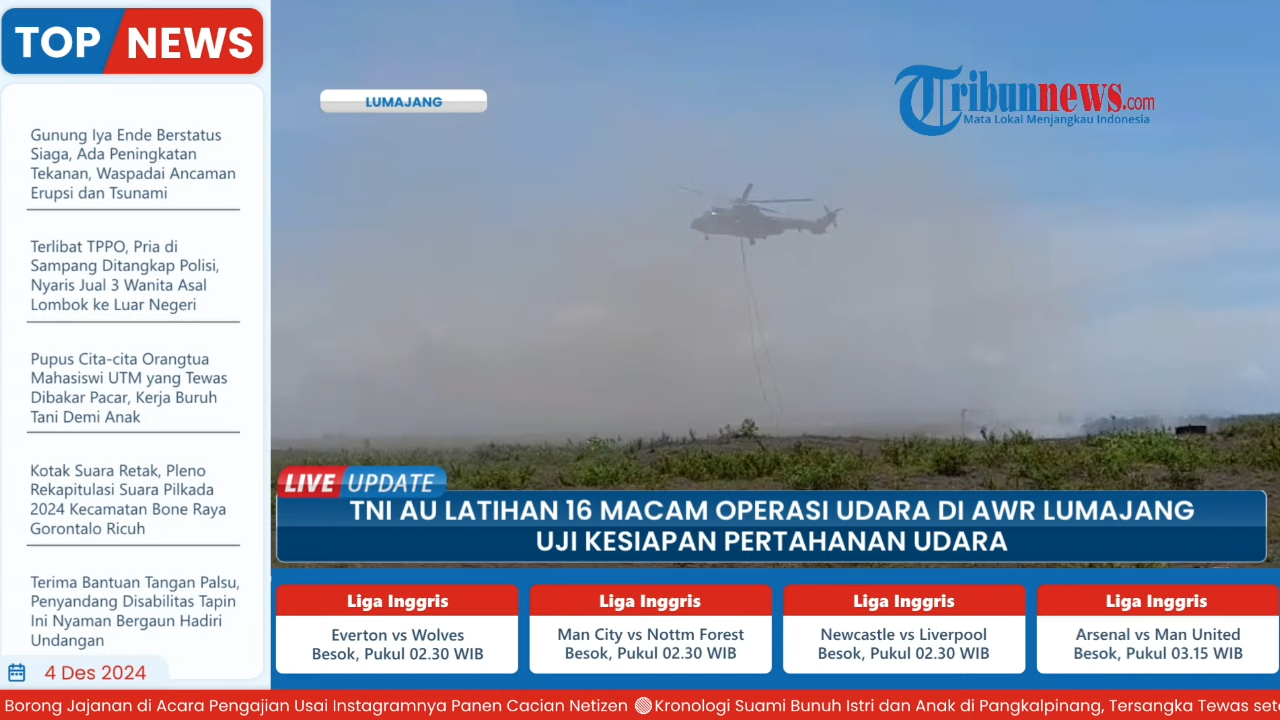 TOP NEWS
Gunung Iya Ende Berstatus
Siaga, Ada Peningkatan
Tekanan, Waspadai Ancaman
Erupsi dan Tsunami
Terlibat TPPO, Pria di
Sampang Ditangkap Polisi,
Nyaris Jual 3 Wanita Asal
Lombok ke Luar Negeri
Pupus Cita-cita Orangtua
Mahasiswi UTM yang Tewas
Dibakar Pacar, Kerja Buruh
Tani Demi Anak
Kotak Suara Retak, Pleno
Rekapitulasi Suara Pilkada
2024 Kecamatan Bone Raya
Gorontalo Ricuh
Terima Bantuan Tangan Palsu,
Penyandang Disabilitas Tapin
Ini Nyaman Bergaun Hadiri
Undangan
4 Des 2024
LUMAJANG
Tribunnews.com
Mata Lokal Menjangkau Indonesia
LIVE UPDATE
TNI AU LATIHAN 16 MACAM OPERASI UDARA DI AWR LUMAJANG
UJI KESIAPAN PERTAHANAN UDARA
Liga Inggris
Everton vs Wolves
Besok, Pukul 02.30 WIB
Liga Inggris
Man City vs Nottm Forest
Besok, Pukul 02.30 WIB
Liga Inggris
Newcastle vs Liverpool
Besok, Pukul 02.30 WIB
Liga Inggris
Arsenal vs Man United
Besok, Pukul 03.15 WIB
Borong Jajanan di Acara Pengajian Usai Instagramnya Panen Cacian Netizen Kronologi Suami Bunuh Istri dan Anak di Pangkalpinang, Tersangka Tewas